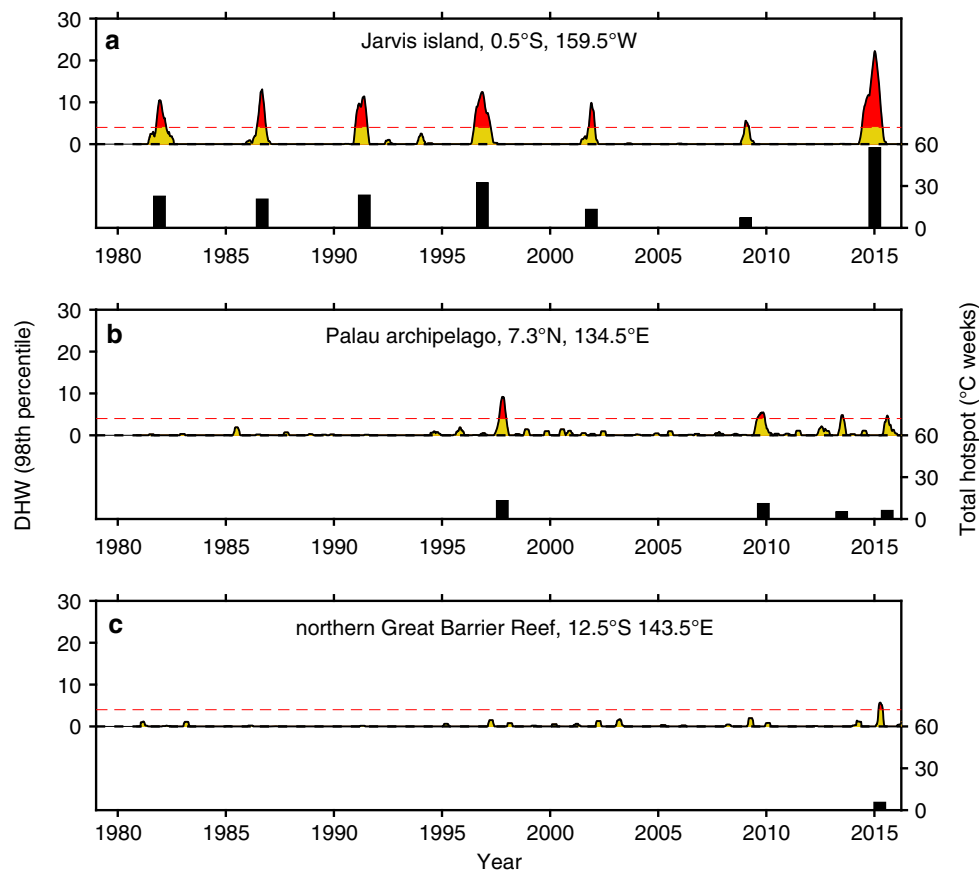 a
Jarvis island, 0.5°S, 159.5°W
30
20
10
0
60
30
0
1980 1985 1990 1995 2000 2005 2010 2015
b
Palau archipelago, 7.3°N, 134.5°E
30
20
10
0
60
30
0
1980 1985 1990 1995 2000 2005 2010 2015
DHW (98th percentile)
Total hotspot (°C weeks)
c
northern Great Barrier Reef, 12.5°S 143.5°E
30
20
10
0
60
30
0
1980 1985 1990 1995 2000 2005 2010 2015
Year